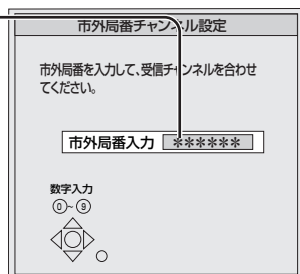 市外局番チャンネル設定
市外局番を入力して、受信チャンネルを合わせ
てください。
市外局番入力 ******
数字入力
0~9